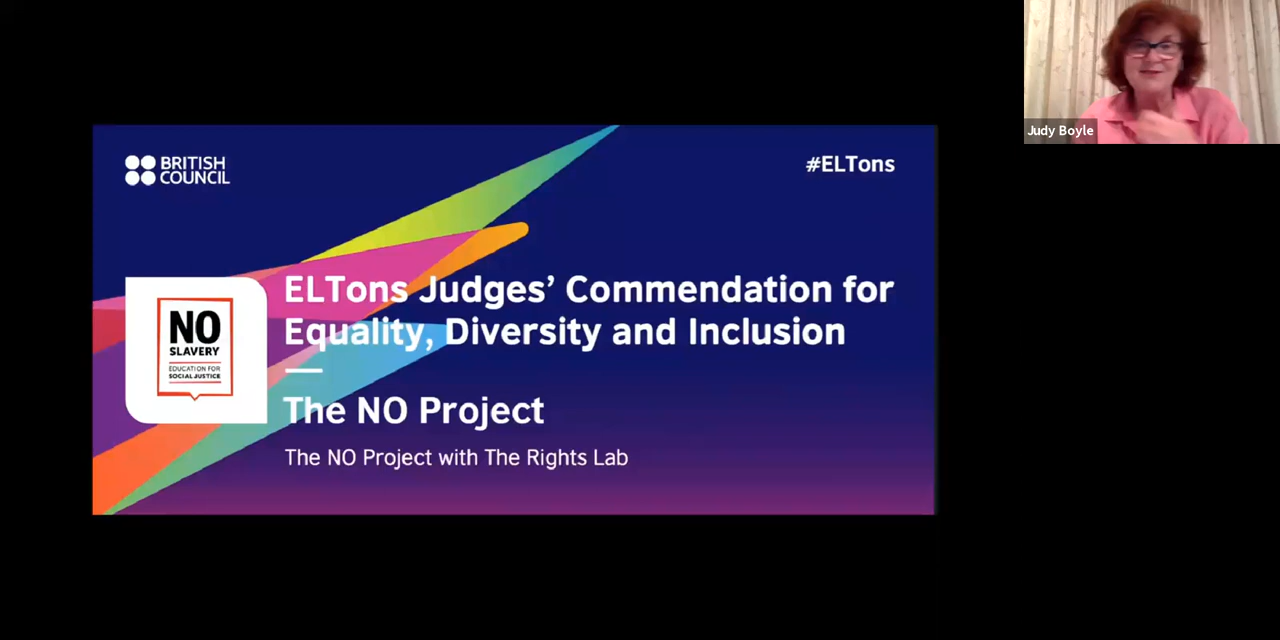 Judy Boyle
BRITISH
COUNCIL
#ELTons
NO
SLAVERY
EDUCATION FOR
SOCIAL JUSTICE
ELTons Judges’ Commendation for
Equality, Diversity and Inclusion
The NO Project
The NO Project with The Rights Lab